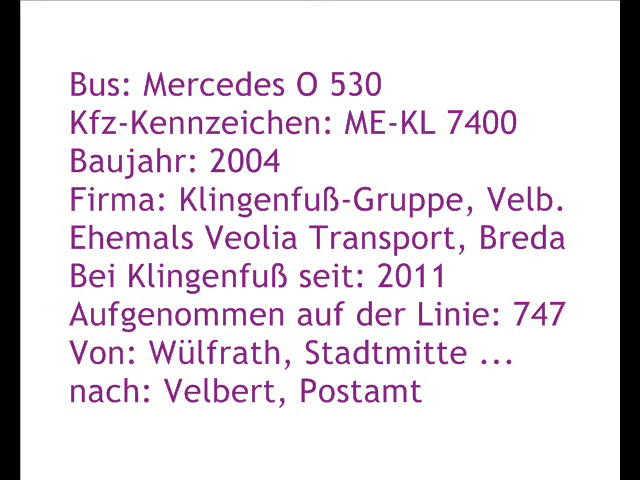 Bus: Mercedes O 530
Kfz-Kennzeichen: ME-KL 7400
Baujahr: 2004
Firma: Klingenfuß-Gruppe, Velb.
Ehemals Veolia Transport, Breda
Bei Klingenfuß seit: 2011
Aufgenommen auf der Linie: 747
Von: Wülfrath, Stadtmitte ...
nach: Velbert, Postamt